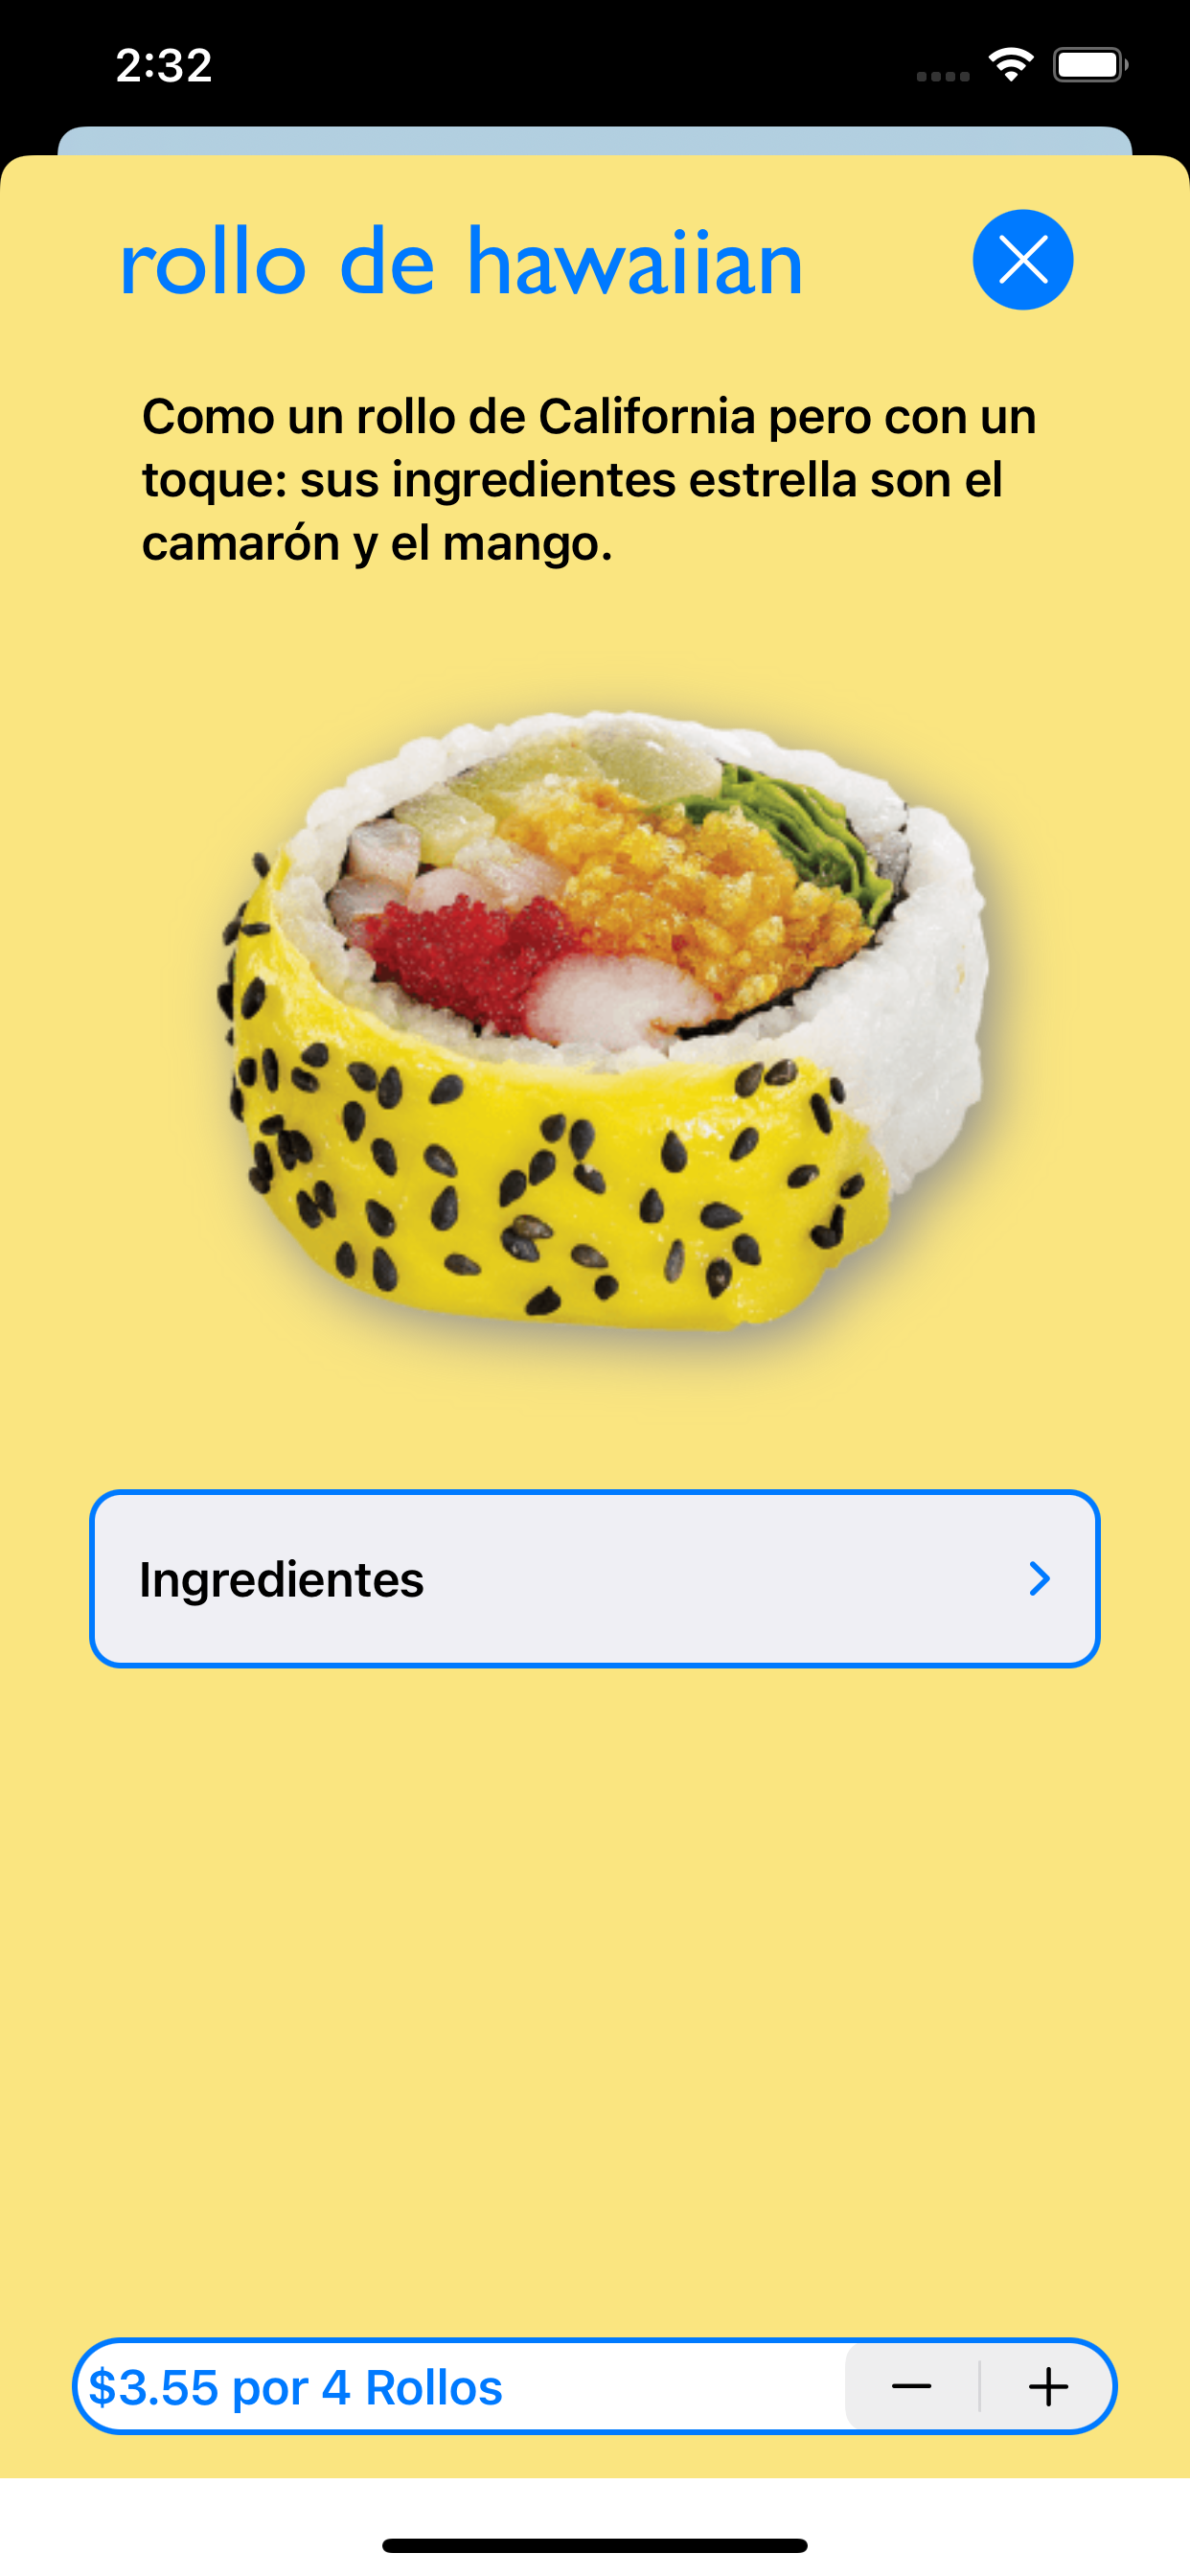 2:32
rollo de hawaiian
Como un rollo de California pero con un
toque: sus ingredientes estrella son el
camarón y el mango.
Ingredientes
$3.55 por 4 Rollos